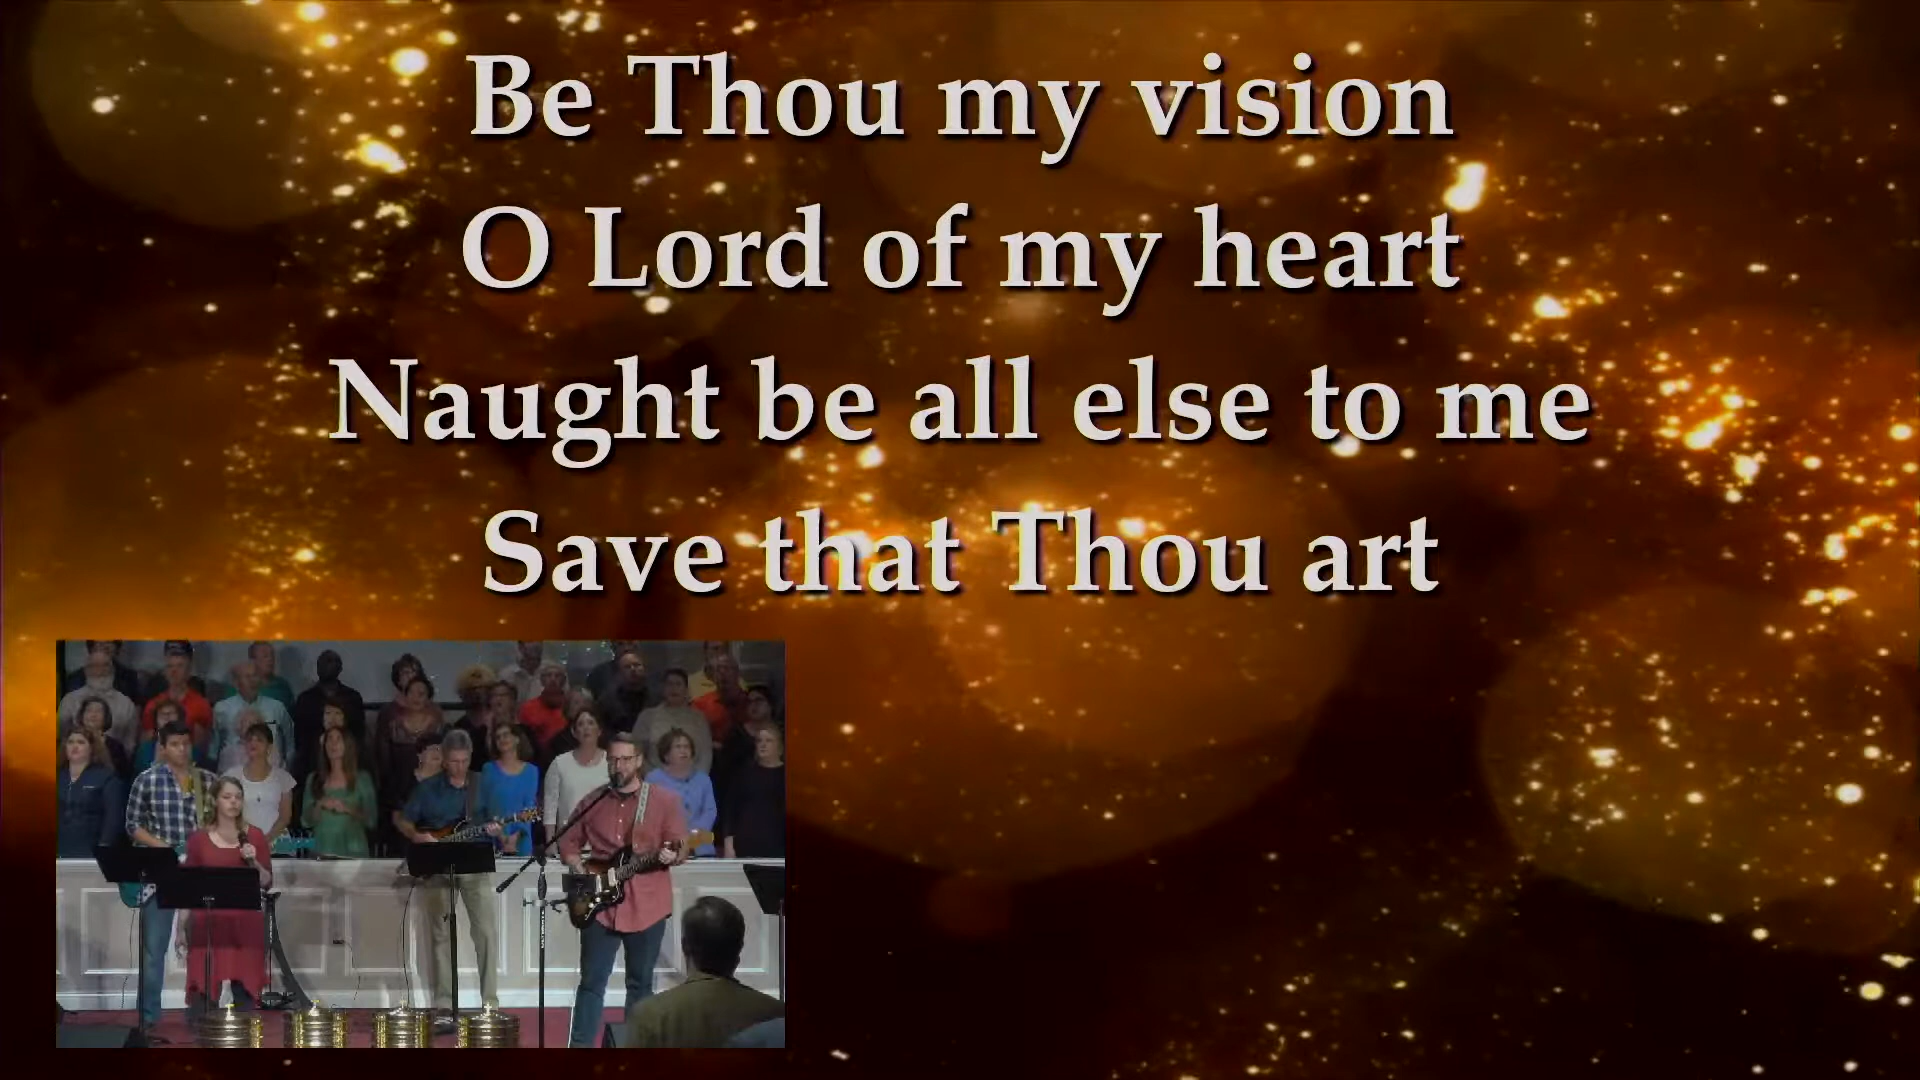 Be Thou my vision
O Lord of my heart
Naught be all else to me
Save that Thou art